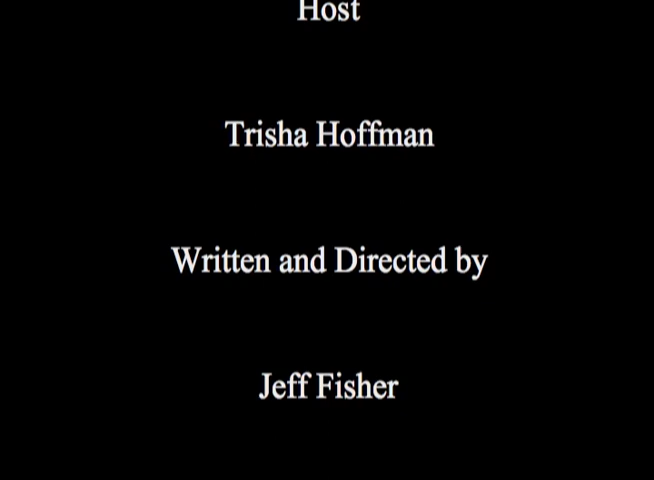 Host
Trisha Hoffman
Written and Directed by
Jeff Fisher